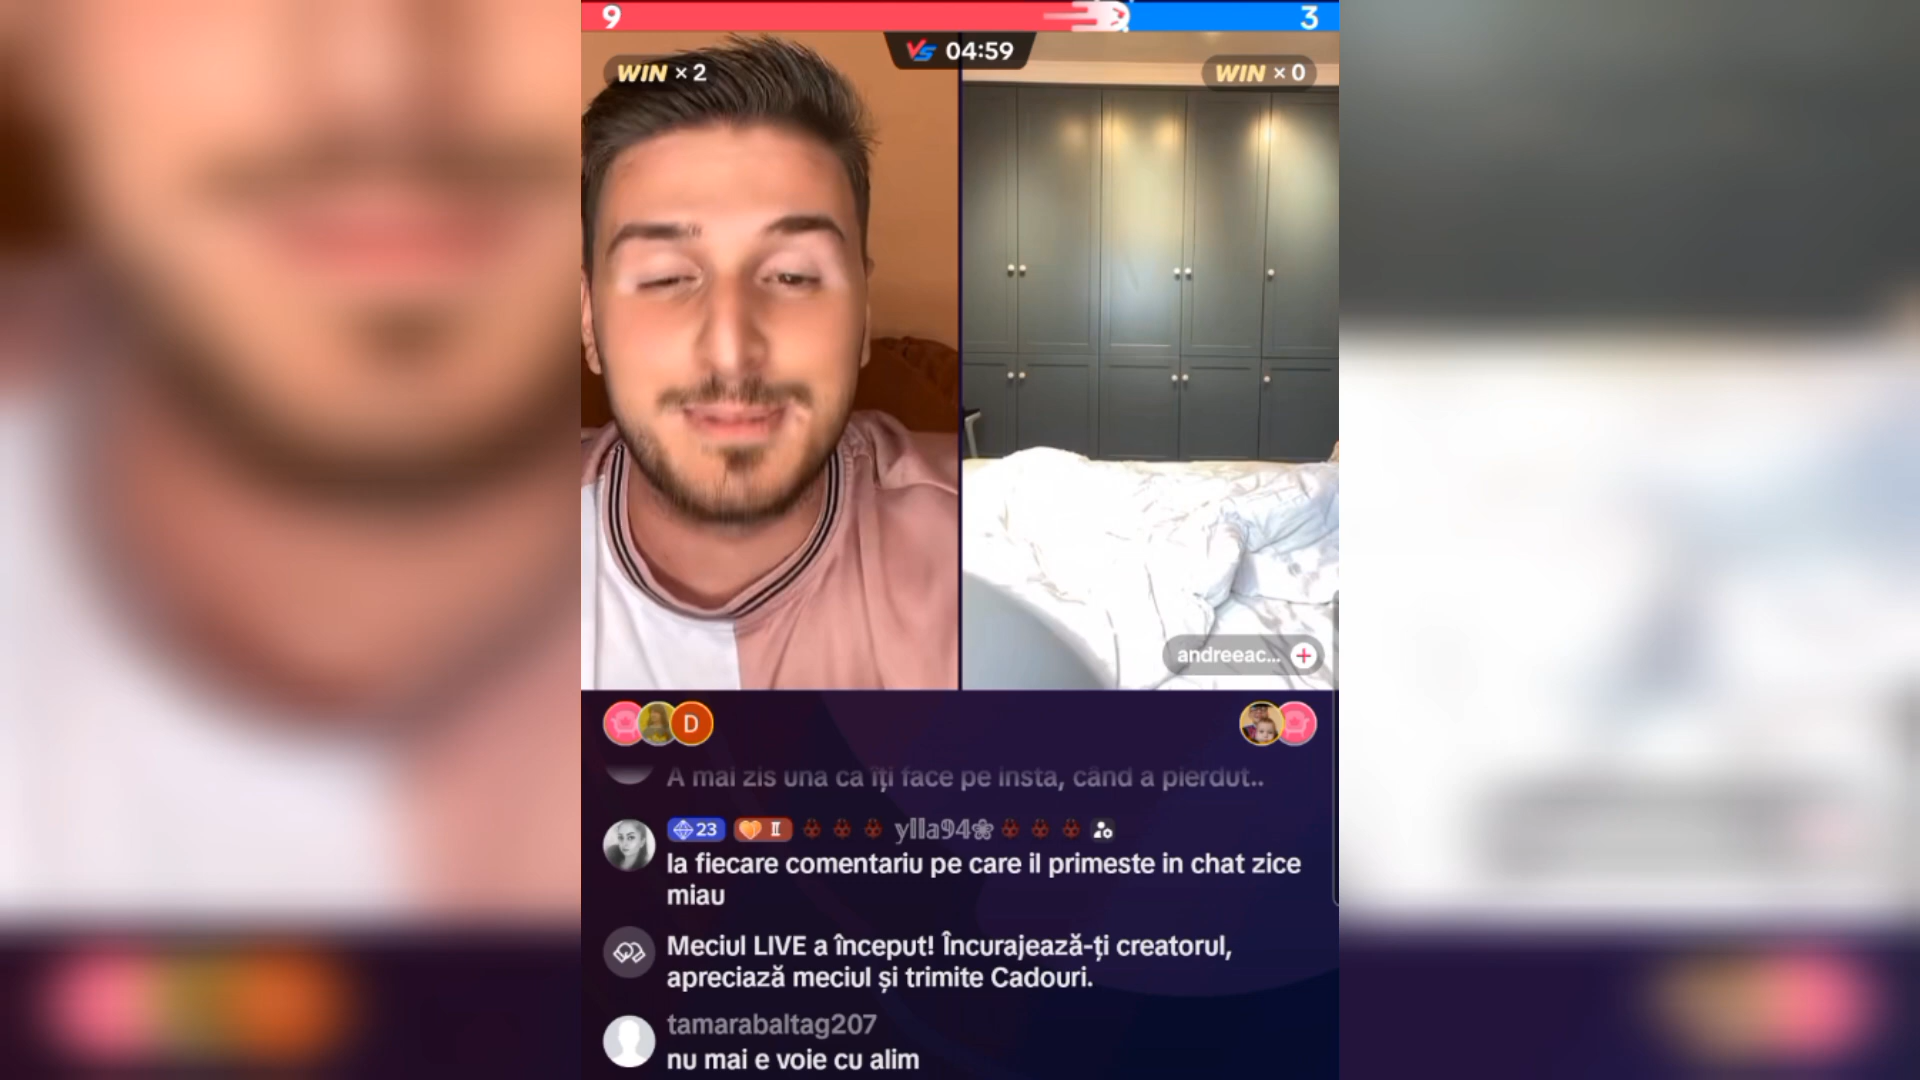 9
3
VS 04:59
WIN × 2
WIN × 0
andreeac...
D
A mai zis una ca îți face pe insta, când a pierdut..
23 II ylla94
la fiecare comentariu pe care il primeste in chat zice
miau
Meciul LIVE a început! Încurajează-ți creatorul,
apreciază meciul și trimite Cadouri.
tamarabaltag207
nu mai e voie cu alim